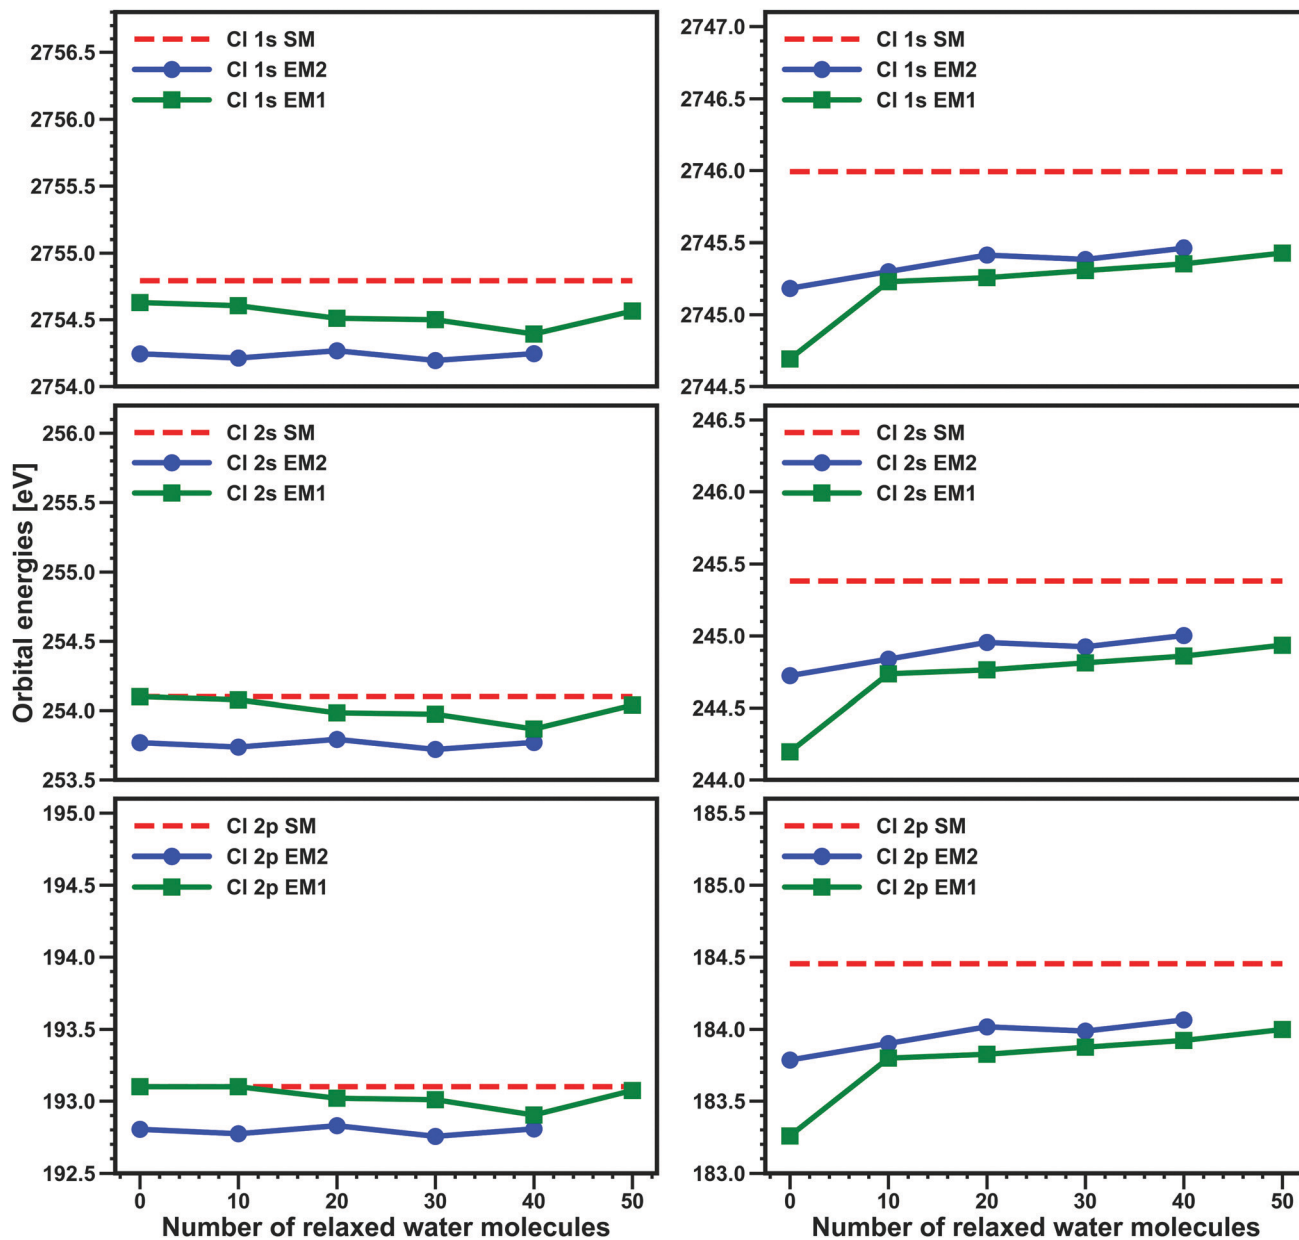 Orbital energies [eV]
Cl 1s SM
Cl 1s EM2
Cl 1s EM1
2756.5
2756.0
2755.5
2755.0
2754.5
2754.0
Cl 1s SM
Cl 1s EM2
Cl 1s EM1
2747.0
2746.5
2746.0
2745.5
2745.0
2744.5
Cl 2s SM
Cl 2s EM2
Cl 2s EM1
256.0
255.5
255.0
254.5
254.0
253.5
Cl 2s SM
Cl 2s EM2
Cl 2s EM1
246.5
246.0
245.5
245.0
244.5
244.0
Cl 2p SM
Cl 2p EM2
Cl 2p EM1
195.0
194.5
194.0
193.5
193.0
192.5
0 10 20 30 40 50
Number of relaxed water molecules
Cl 2p SM
Cl 2p EM2
Cl 2p EM1
185.5
185.0
184.5
184.0
183.5
183.0
0 10 20 30 40 50
Number of relaxed water molecules